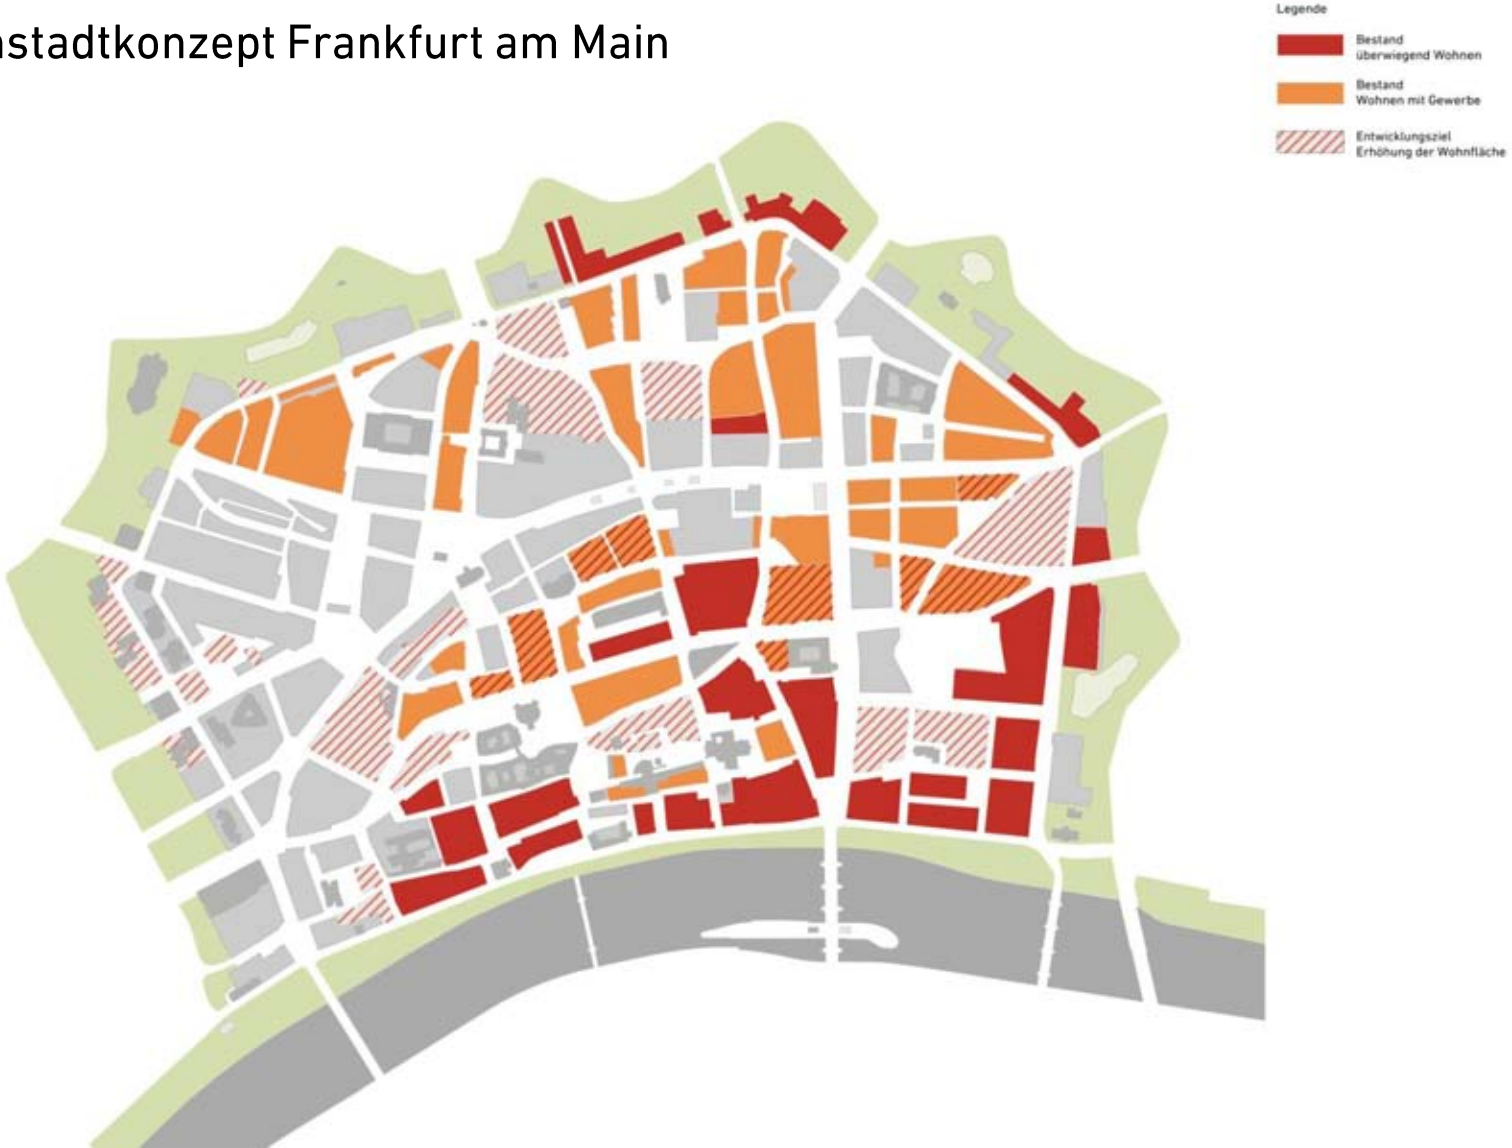 nstadtkonzept Frankfurt am Main
Legende
Bestand
überwiegend Wohnen
Bestand
Wohnen mit Gewerbe
Entwicklungsziel
Erhöhung der Wohnfläche